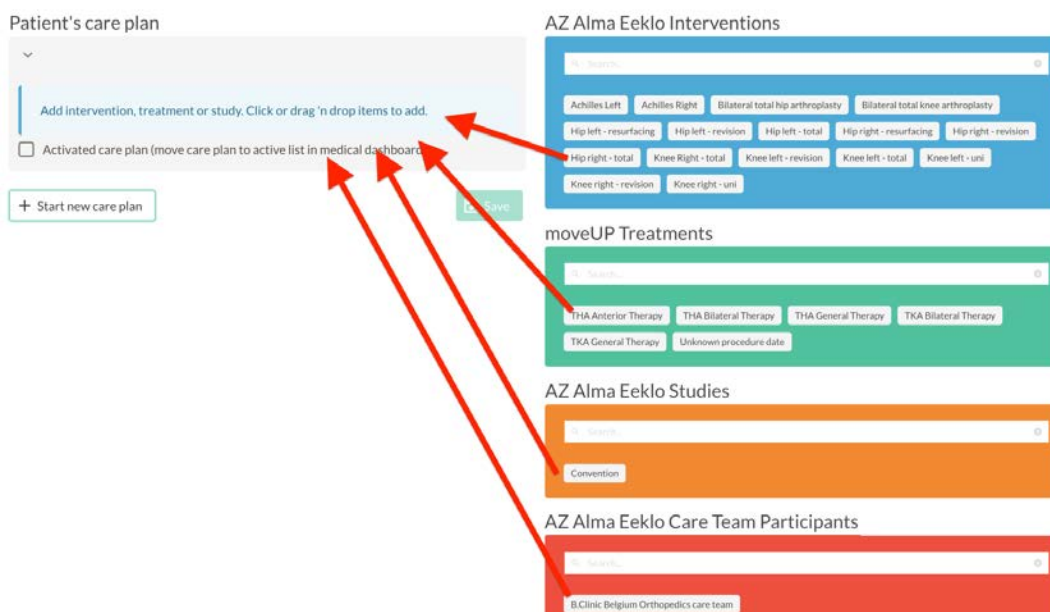 Patient's care plan
Add intervention, treatment or study. Click or drag 'n drop items to add.
Activated care plan (move care plan to active list in medical dashboard
+ Start new care plan
Save
AZ Alma Eeklo Interventions
Search...
Achilles Left Achilles Right Bilateral total hip arthroplasty Bilateral total knee arthroplasty
Hip left - resurfacing Hip left - revision Hip left - total Hip right - resurfacing Hip right - revision
Hip right - total Knee Right - total Knee left - revision Knee left - total Knee left - uni
Knee right - revision Knee right - uni
moveUP Treatments
Search...
THA Anterior Therapy THA Bilateral Therapy THA General Therapy TKA Bilateral Therapy
TKA General Therapy Unknown procedure date
AZ Alma Eeklo Studies
Search...
Convention
AZ Alma Eeklo Care Team Participants
Search...
B.Clinic Belgium Orthopedics care team